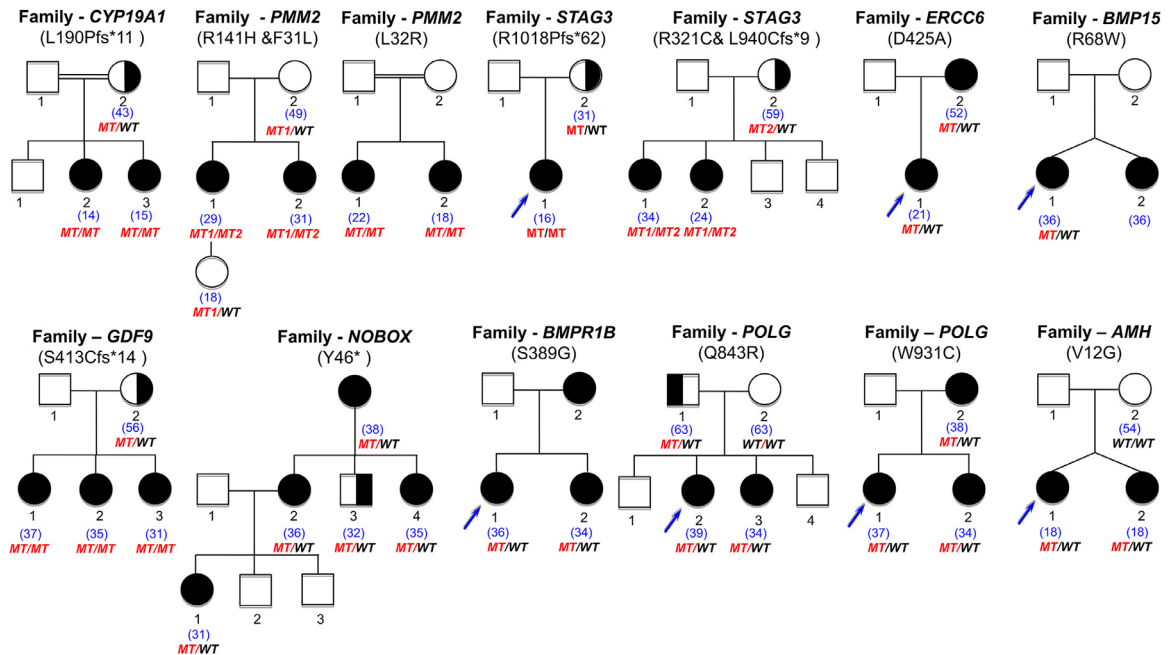 Family - CYP19A1 Family - PMM2 Family - PMM2 Family - STAG3 Family - STAG3 Family - ERCC6 Family - BMP15
(L190Pfs*11 ) (R141H &F31L) (L32R) (R1018Pfs*62) (R321C& L940Cfs*9 ) (D425A) (R68W)
1 2 1 2 1 2 1 2 1 2 1 2 1 2
(43) (49) (31) (59) (52)
MT/WT MT1/WT MT/WT MT2/WT MT/WT
1 2 3 1 2 1 2 1 1 2 3 4 1 1 2
(14) (15) (29) (31) (22) (18) (16) (34) (24) (21) (36) (36)
MT/MT MT/MT MT1/MT2 MT1/MT2 MT/MT MT/MT MT/MT MT1/MT2 MT1/MT2 MT/WT MT/WT
(18)
MT1/WT
Family – GDF9 Family - NOBOX Family - BMPR1B Family - POLG Family – POLG Family – AMH
(S413Cfs*14 ) (Y46* ) (S389G) (Q843R) (W931C) (V12G)
1 2 1 2 1 2 1 2 1 2
(56) (38) (63) (63) (38) (54)
MT/WT MT/WT MT/WT WT/WT MT/WT WT/WT
1 2 3 1 2 3 4 1 2 1 2 3 4 1 2 1 2
(37) (35) (31) (36) (32) (35) (36) (34) (39) (34) (37) (34) (18) (18)
MT/MT MT/MT MT/MT MT/WT MT/WT MT/WT MT/WT MT/WT MT/WT MT/WT MT/WT MT/WT MT/WT MT/WT
1 2 3
(31)
MT/WT